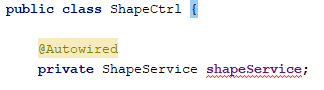 public class ShapeCtrl {
@Autowired
private ShapeService shapeService;